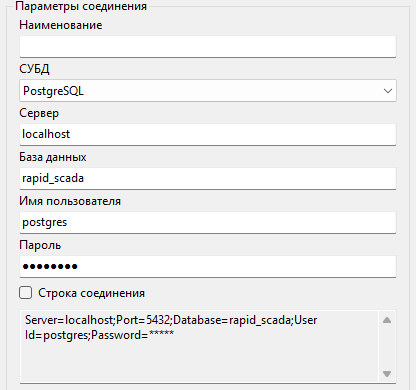 Параметры соединения
Наименование
СУБД
PostgreSQL
Сервер
localhost
База данных
rapid_scada
Имя пользователя
postgres
Пароль
●●●●●●●●
Строка соединения
Server=localhost;Port=5432;Database=rapid_scada;User
Id=postgres;Password=*****